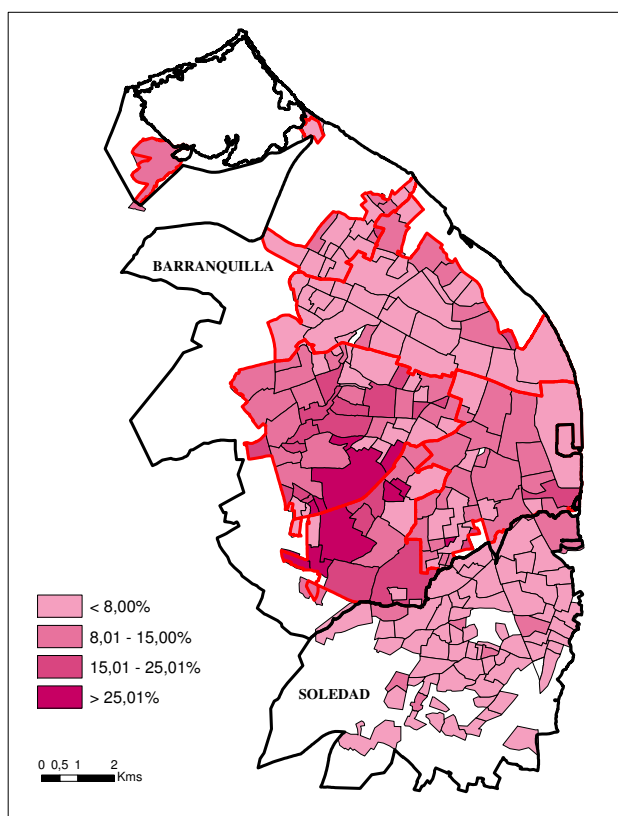 BARRANQUILLA
< 8,00%
8,01 - 15,00%
15,01 - 25,01%
> 25,01%
SOLEDAD
0 0,5 1 2
Kms